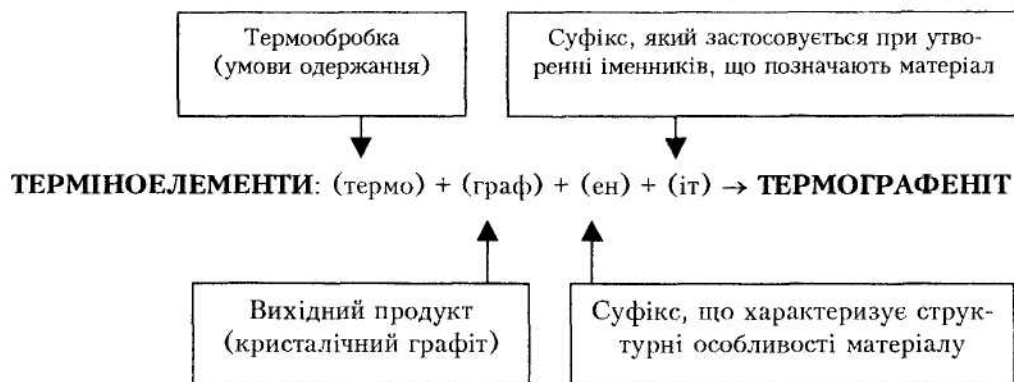 Термообробка
(умови одержання)
Суфікс, який застосовується при утво-
ренні іменників, що позначають матеріал
ТЕРМІНОЕЛЕМЕНТИ: (термо) + (граф) + (ен) + (іт) → ТЕРМОГРАФЕНІТ
Вихідний продукт
(кристалічний графіт)
Суфікс, що характеризує струк-
турні особливості матеріалу